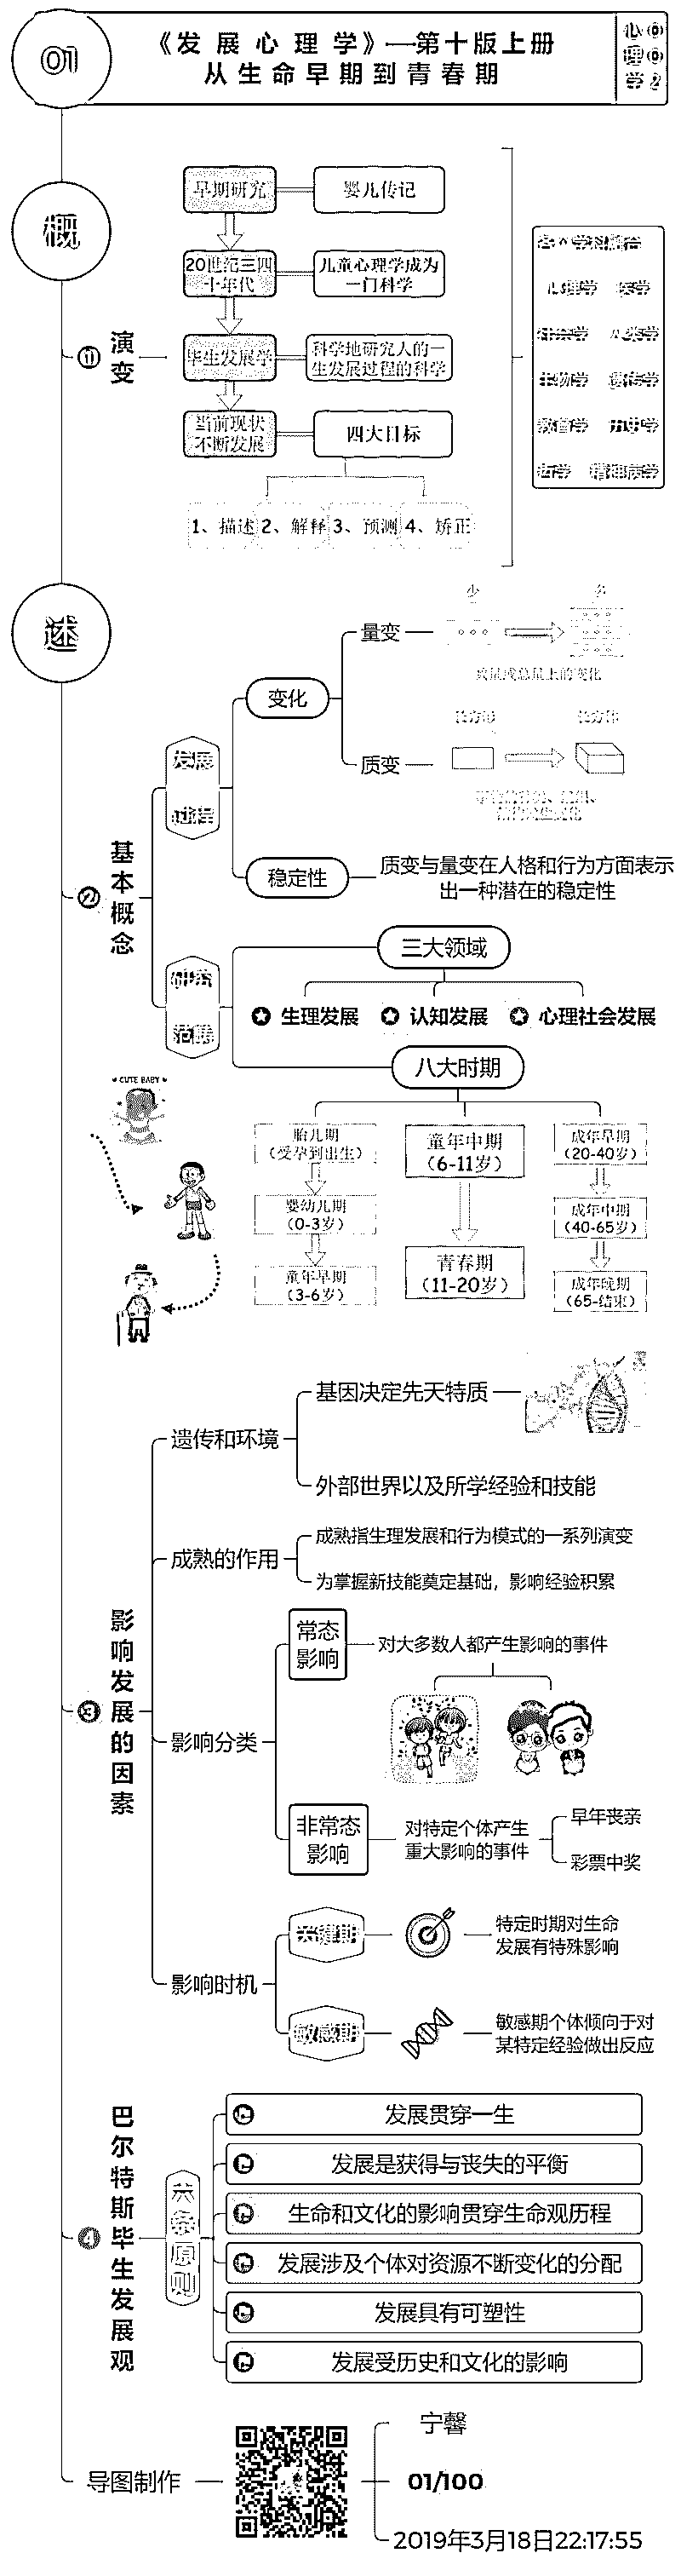 01
《发展心理学》—第十版上册
从生命早期到青春期
心理学
概
述
① 演变
早期研究
婴儿传记
20世纪三四十年代
儿童心理学成为
一门科学
毕生发展学
科学地研究人的一
生发展过程的科学
当前现状
不断发展
四大目标
1、描述
2、解释
3、预测
4、矫正
心理学
医学
生物学
遗传学
教育学
历史学
哲学
② 基本概念
发展
过程
变化
量变
少
多
数量或总量上的变化
质变
长方形
长方体
稳定性
质变与量变在人格和行为方面表示
出一种潜在的稳定性
研究
范畴
三大领域
生理发展
认知发展
心理社会发展
八大时期
CUTE BABY
胎儿期
(受孕到出生)
婴幼儿期
(0-3岁)
童年早期
(3-6岁)
童年中期
(6-11岁)
青春期
(11-20岁)
成年早期
(20-40岁)
成年中期
(40-65岁)
成年晚期
(65-结束)
③ 影响发展的因素
遗传和环境
基因决定先天特质
外部世界以及所学经验和技能
成熟的作用
成熟指生理发展和行为模式的一系列演变
为掌握新技能奠定基础，影响经验积累
影响分类
常态
影响
对大多数人都产生影响的事件
非常态
影响
对特定个体产生
重大影响的事件
早年丧亲
彩票中奖
影响时机
关键期
特定时期对生命
发展有特殊影响
敏感期
敏感期个体倾向于对
某特定经验做出反应
④ 巴尔特斯毕生发展观
六条原则
发展贯穿一生
发展是获得与丧失的平衡
生命和文化的影响贯穿生命观历程
发展涉及个体对资源不断变化的分配
发展具有可塑性
发展受历史和文化的影响
导图制作
宁馨
01/100
2019年3月18日22:17:55